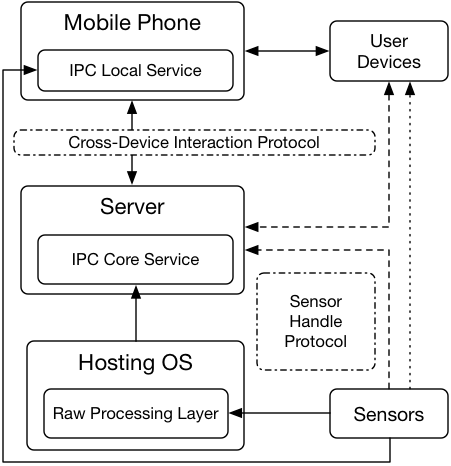 Mobile Phone
IPC Local Service
User
Devices
Cross-Device Interaction Protocol
Server
IPC Core Service
Sensor
Handle
Protocol
Hosting OS
Raw Processing Layer
Sensors